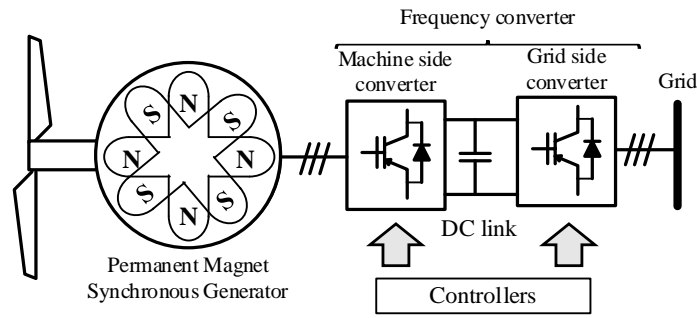 Frequency converter
Machine side
converter
Grid side
converter
Grid
N
S
S
N
N
S
S
N
DC link
Permanent Magnet
Synchronous Generator
Controllers